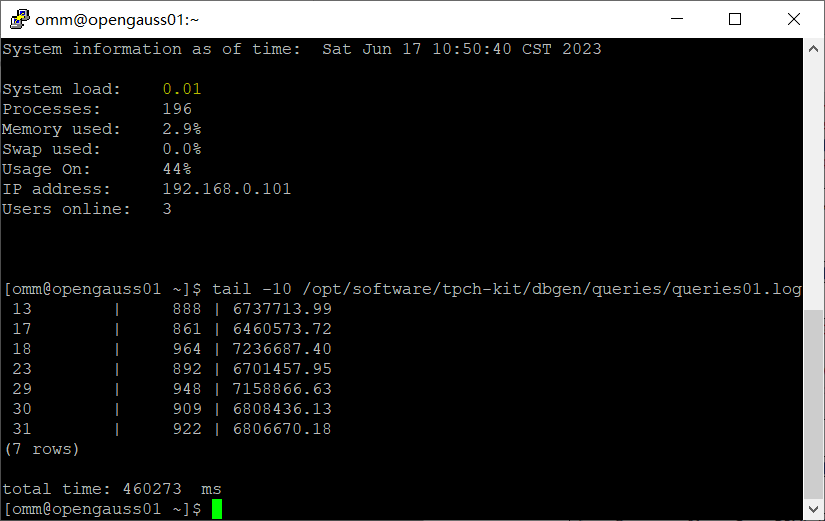 omm@opengauss01:~
System information as of time:  Sat Jun 17 10:50:40 CST 2023
System load:    0.01
Processes:      196
Memory used:    2.9%
Swap used:      0.0%
Usage On:       44%
IP address:     192.168.0.101
Users online:   3
[omm@opengauss01 ~]$ tail -10 /opt/software/tpch-kit/dbgen/queries/queries01.log
 13        |     888 | 6737713.99
 17        |     861 | 6460573.72
 18        |     964 | 7236687.40
 23        |     892 | 6701457.95
 29        |     948 | 7158866.63
 30        |     909 | 6808436.13
 31        |     922 | 6806670.18
(7 rows)
total time: 460273  ms
[omm@opengauss01 ~]$